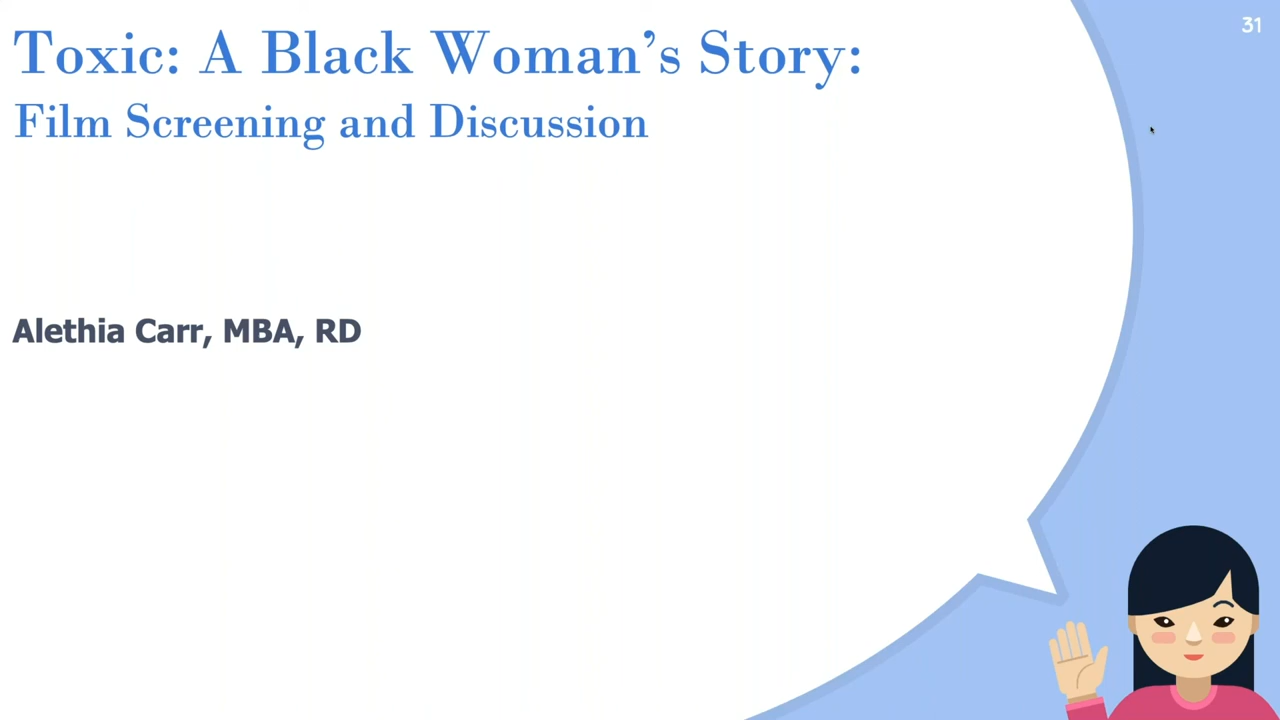 31
Toxic: A Black Woman’s Story:
Film Screening and Discussion
Alethia Carr, MBA, RD